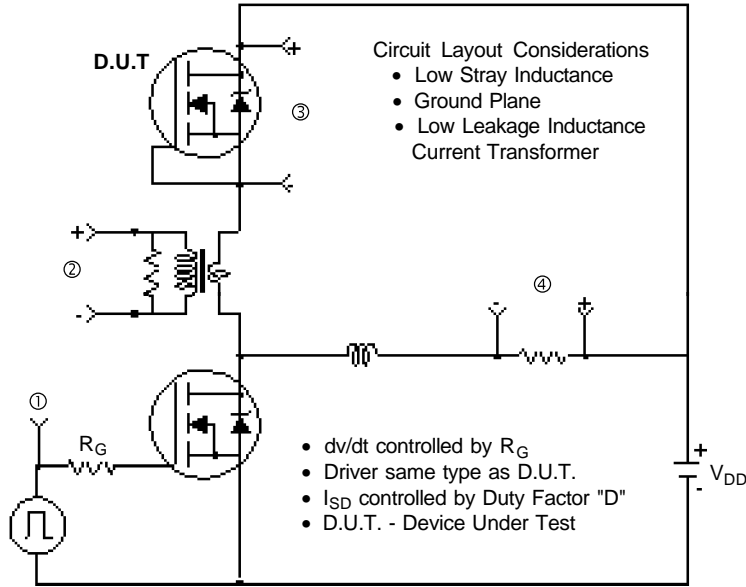 D.U.T
+
-
③
Circuit Layout Considerations
• Low Stray Inductance
• Ground Plane
• Low Leakage Inductance
Current Transformer
+
②
-
④
-
+
①
R_G
• dv/dt controlled by R_G
• Driver same type as D.U.T.
• I_SD controlled by Duty Factor "D"
• D.U.T. - Device Under Test
+
V_DD
-